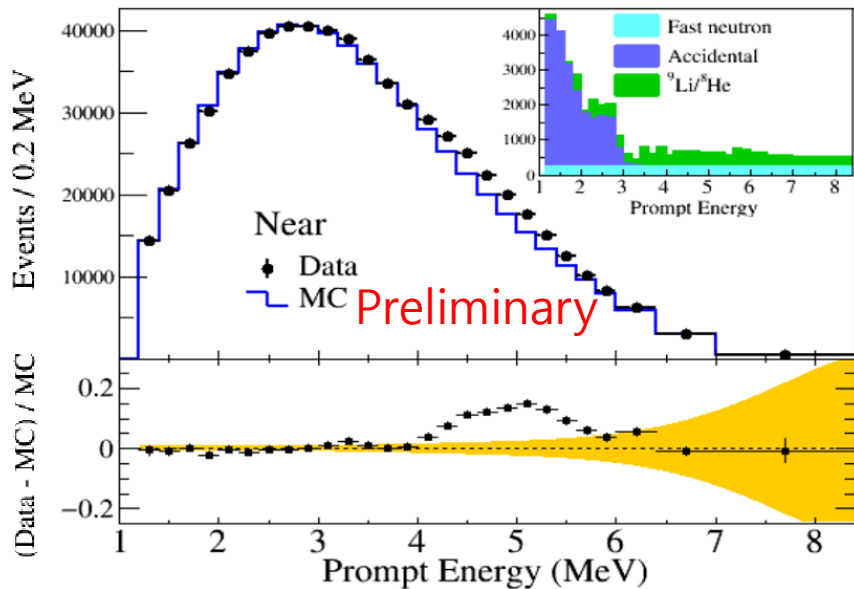 Events / 0.2 MeV
40000
30000
20000
10000
Near
Data
MC
Preliminary
Fast neutron
Accidental
⁹Li/⁸He
4000
3000
2000
1000
0
1 2 3 4 5 6 7 8
Prompt Energy
(Data - MC) / MC
0.2
0
−0.2
1 2 3 4 5 6 7 8
Prompt Energy (MeV)